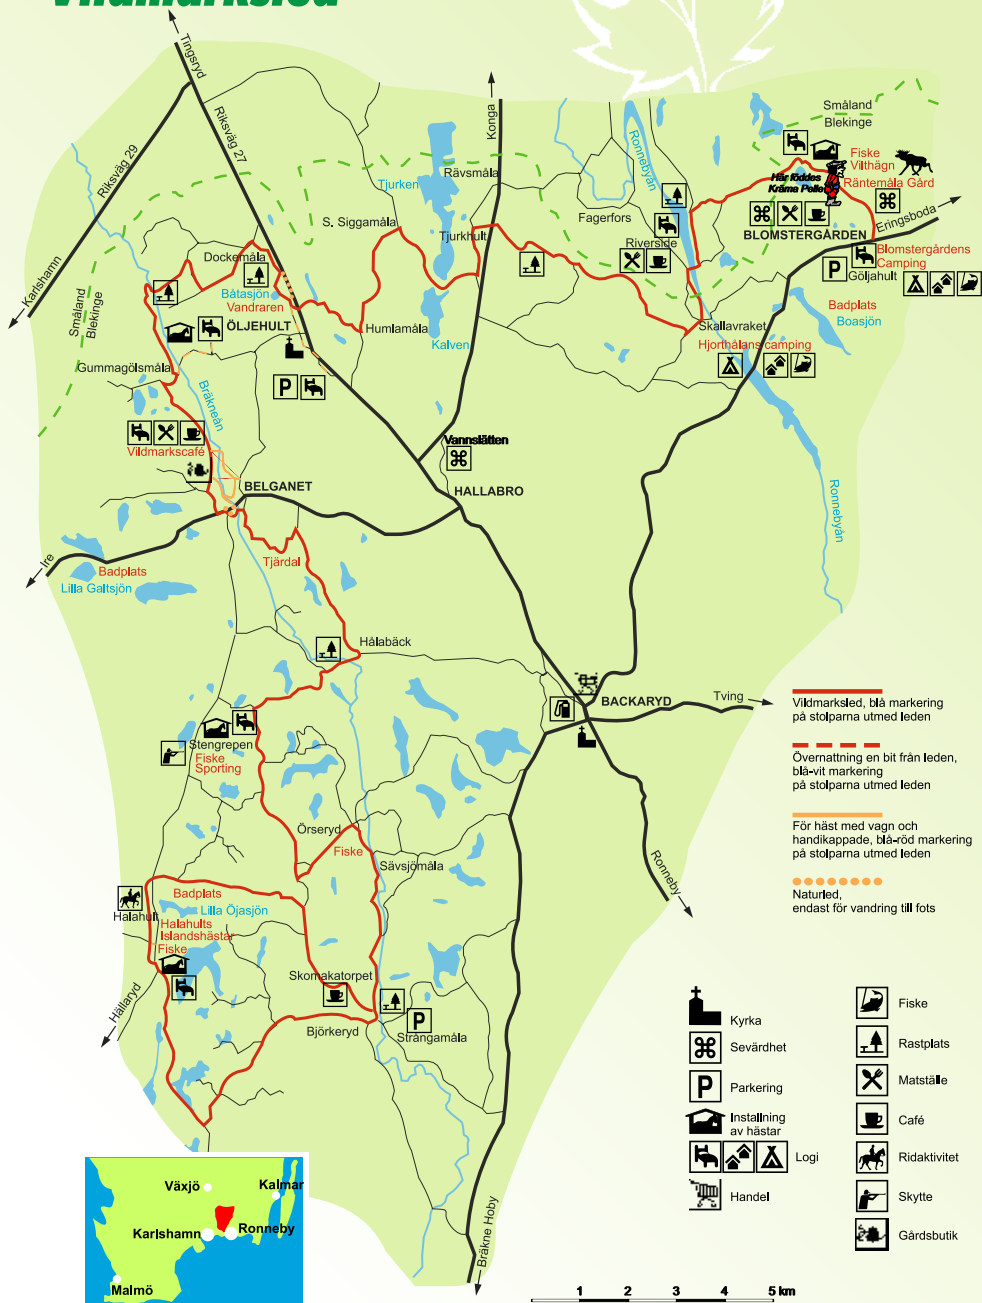 Vildmarksled
Tingsryd
Riksväg 29
Riksväg 27
Karlshamn
Småland
Blekinge
Dockemåla
Båtasjön
Vandraren
ÖLJEHULT
Gummagölsmåla
Bräkneån
Vildmarkscafé
BELGANET
Ire
Badplats
Lilla Galtsjön
Tjärdal
Hålabäck
S. Siggamåla
Tjurken
Rävsmåla
Konga
Tjurkhult
Humlamåla
Kalven
Vannslätten
HALLABRO
Fagerfors
Ronnebyån
Riverside
Skallavraket
Hjorthålans camping
Småland
Blekinge
Fiske
Vilthägn
Här föddes
Kräma Pelle
Räntemåla Gård
BLOMSTERGÅRDEN
Eringsboda
Blomstergårdens
Camping
P
Göljahult
Badplats
Boasjön
Ronnebyån
P
BACKARYD
Tving
Ronneby
Stengrepen
Fiske
Sporting
Örseryd
Fiske
Sävsjömåla
Badplats
Lilla Öjasjön
Halahult
Halahults
Islandshästar
Fiske
Hällaryd
Skomakatorpet
Björkeryd
P
Strångamåla
Bräkne Hoby
Vildmarksled, blå markering
på stolparna utmed leden
Övernattning en bit från leden,
blå-vit markering
på stolparna utmed leden
För häst med vagn och
handikappade, blå-röd markering
på stolparna utmed leden
Naturled,
endast för vandring till fots
Kyrka
Sevärdhet
P Parkering
Installning
av hästar
Logi
Handel
Fiske
Rastplats
Matställe
Café
Ridaktivitet
Skytte
Gårdsbutik
Växjö
Kalmar
Karlshamn
Ronneby
Malmö
1 2 3 4 5 km